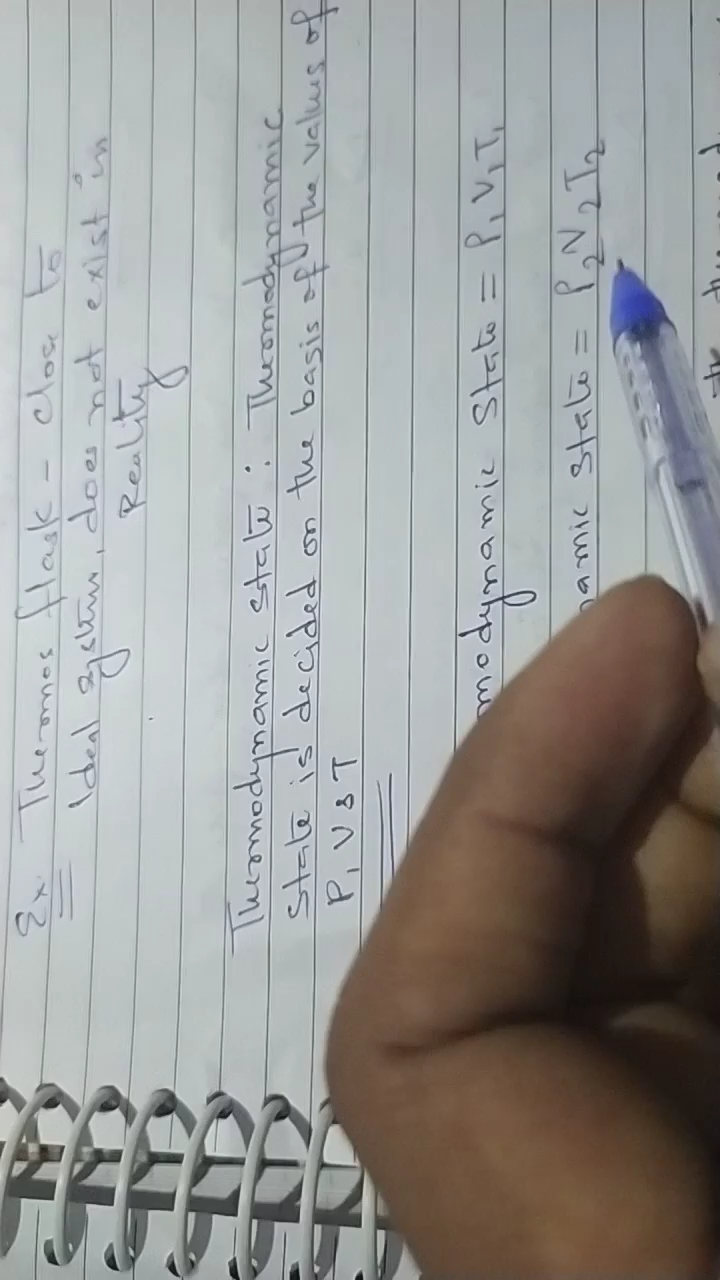 Ex. Thermos flask - close to
Ideal system, does not exist in
Reality
Thermodynamic state : Thermodynamic
state is decided on the basis of the values of
P, V & T
modynamic state = P₁V₁T₁
namic state = P₂V₂T₂